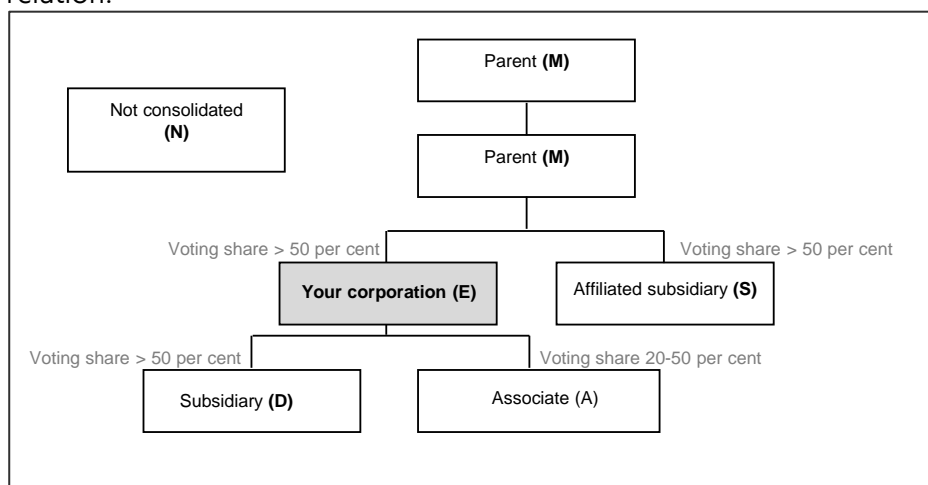 relation.
Parent (M)
Not consolidated
(N)
Parent (M)
Voting share > 50 per cent
Voting share > 50 per cent
Your corporation (E)
Affiliated subsidiary (S)
Voting share > 50 per cent
Voting share 20-50 per cent
Subsidiary (D)
Associate (A)